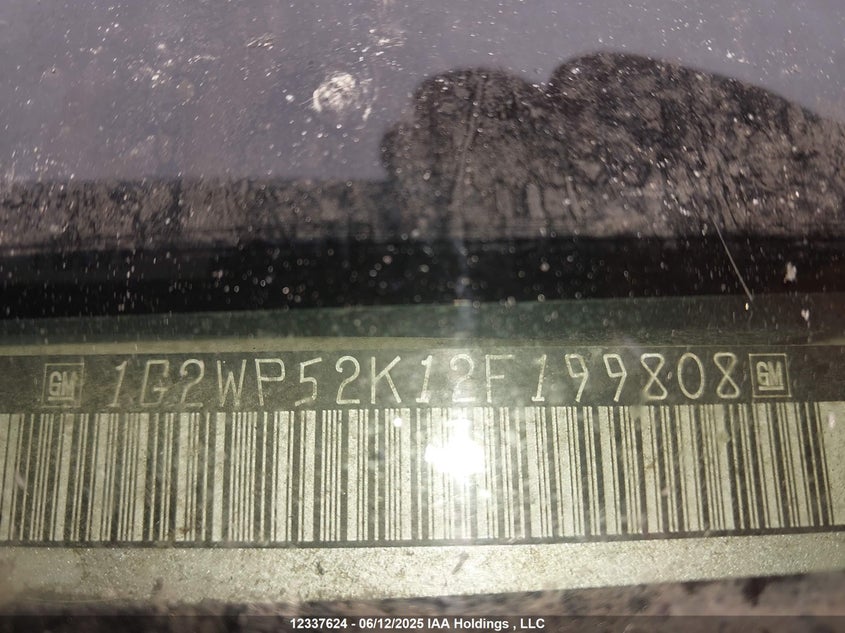 GM 1G2WP52K12F199808 GM
12337624 - 06/12/2025 IAA Holdings , LLC